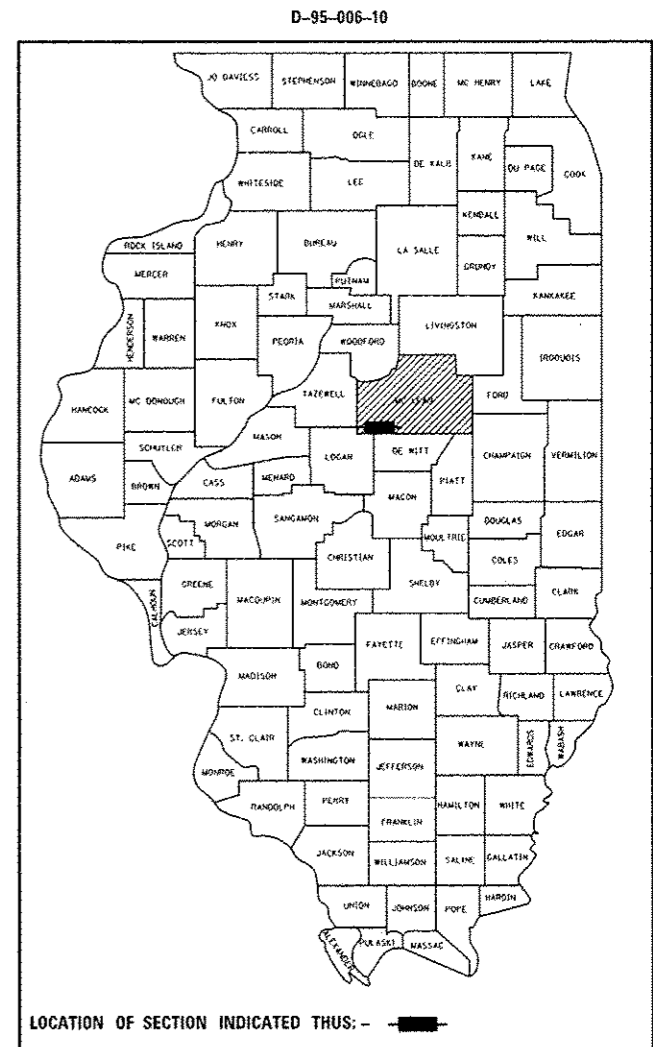 D-95-006-10
JO DAVIESS STEPHENSON WINNEBAGO BOONE MC HENRY LAKE
CARROLL OGLE
DE KALB KANE DU PAGE COOK
WHITESIDE LEE
KENDALL
ROCK ISLAND HENRY BUREAU LA SALLE GRUNDY WILL
MERCER PUTNAM
KANKAKEE
STARK MARSHALL
HENDERSON WARREN KNOX PEORIA WOODFORD LIVINGSTON IROQUOIS
HANCOCK MC DONOUGH FULTON TAZEWELL MC LEAN FORD
MASON
SCHUYLER LOGAN DE WITT CHAMPAIGN VERMILION
ADAMS BROWN CASS MENARD MACON PIATT
MORGAN SANGAMON DOUGLAS EDGAR
PIKE SCOTT CHRISTIAN MOULTRIE COLES
CALHOUN GREENE MACOUPIN MONTGOMERY SHELBY CUMBERLAND CLARK
JERSEY
FAYETTE EFFINGHAM JASPER CRAWFORD
MADISON BOND
CLAY RICHLAND LAWRENCE
CLINTON MARION
ST. CLAIR WAYNE EDWARDS WABASH
MONROE WASHINGTON JEFFERSON
RANDOLPH PERRY HAMILTON WHITE
FRANKLIN
JACKSON WILLIAMSON SALINE GALLATIN
UNION JOHNSON POPE HARDIN
ALEXANDER PULASKI MASSAC
LOCATION OF SECTION INDICATED THUS: -